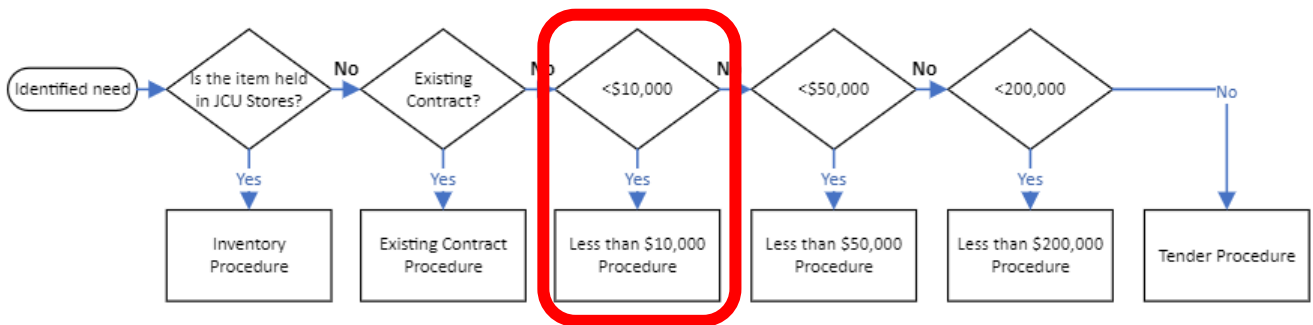 Identified need
Is the item held
in JCU Stores?
No
Existing
Contract?
No
<$10,000
No
<$50,000
No
<200,000
No
Yes
Yes
Yes
Yes
Yes
Inventory
Procedure
Existing Contract
Procedure
Less than $10,000
Procedure
Less than $50,000
Procedure
Less than $200,000
Procedure
Tender Procedure